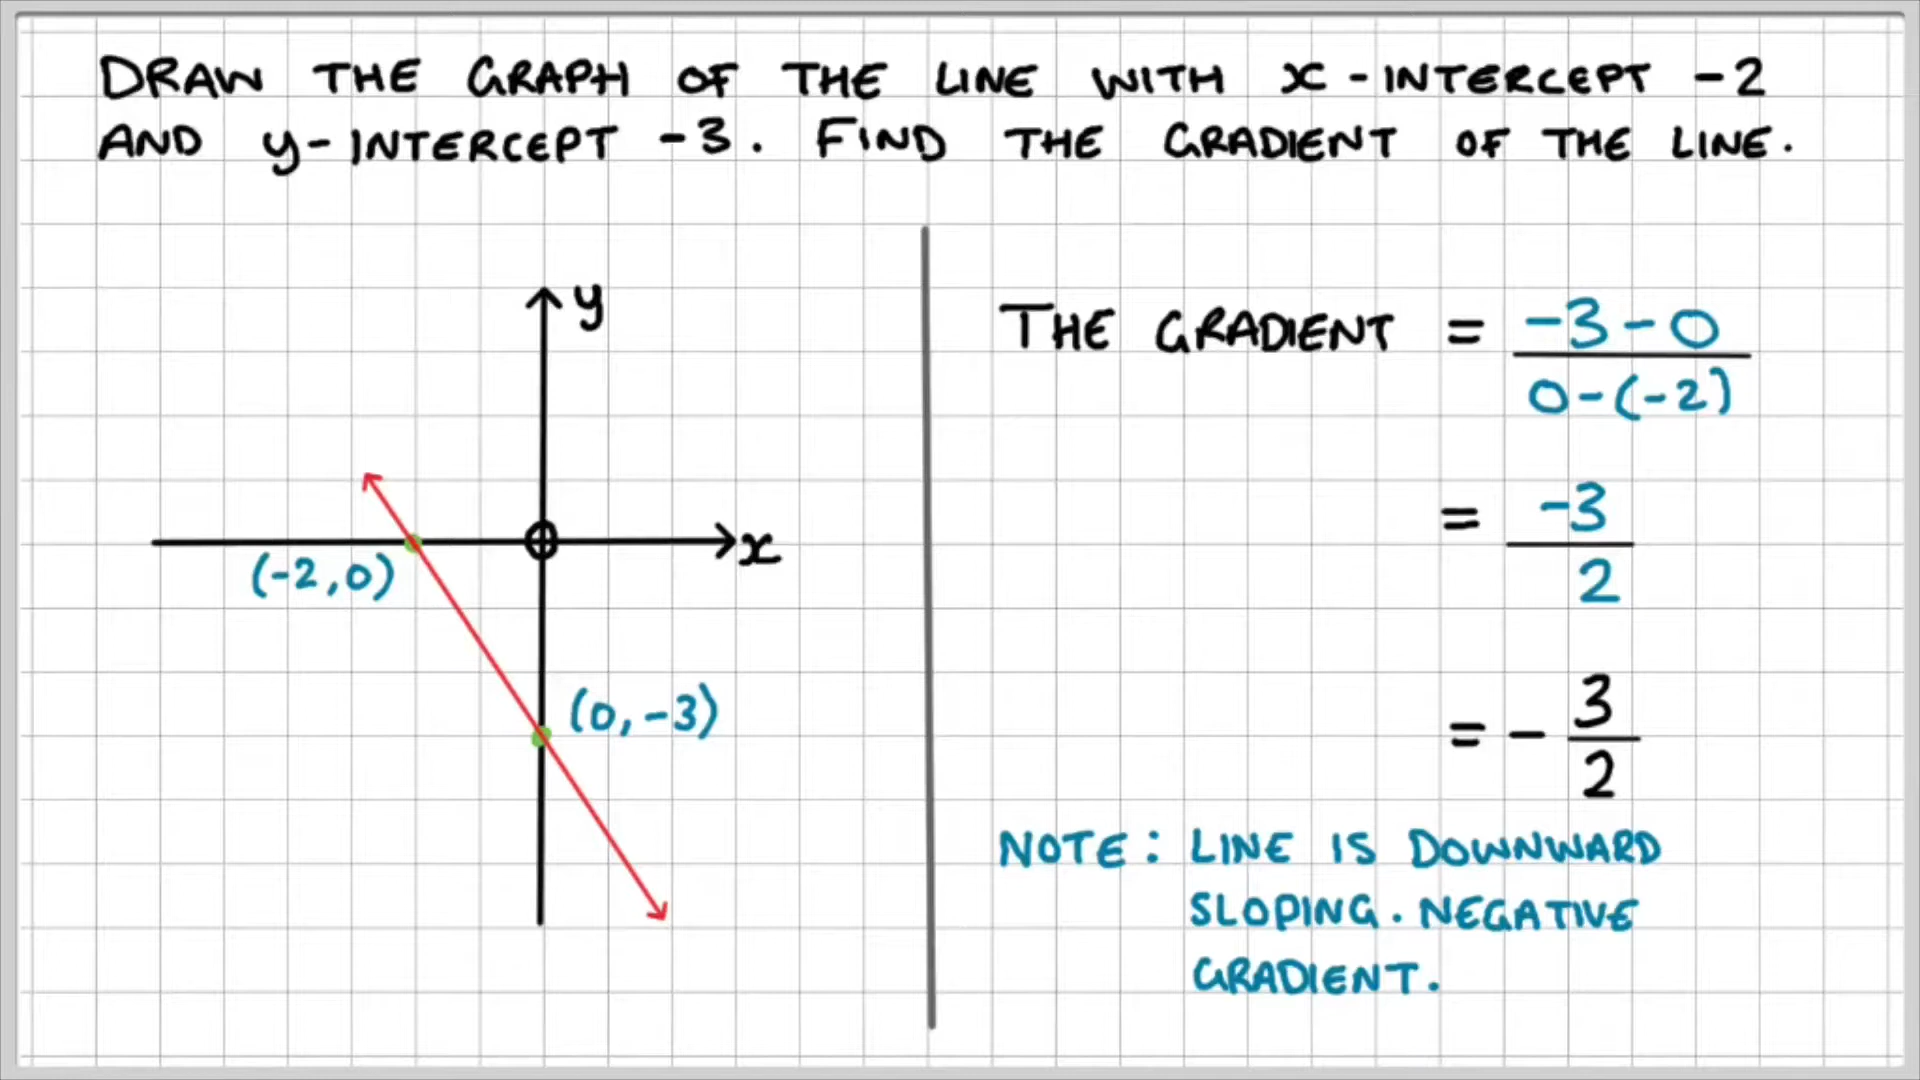 DRAW THE GRAPH OF THE LINE WITH x-INTERCEPT -2
AND y-INTERCEPT -3. FIND THE GRADIENT OF THE LINE.
y
x
O
(-2,0)
(0,-3)
THE GRADIENT = -3-0
0-(-2)
= -3
2
= - 3
2
NOTE: LINE IS DOWNWARD
SLOPING. NEGATIVE
GRADIENT.